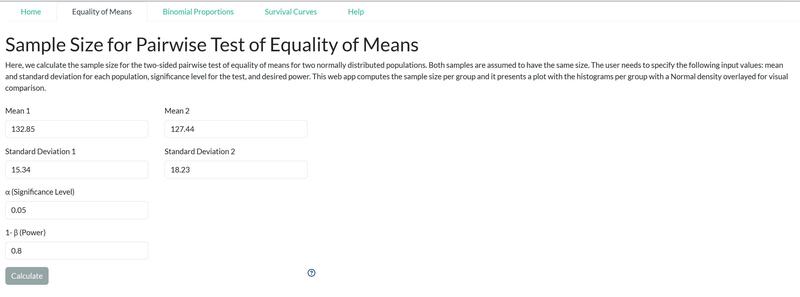 Home Equality of Means Binomial Proportions Survival Curves Help
Sample Size for Pairwise Test of Equality of Means
Here, we calculate the sample size for the two-sided pairwise test of equality of means for two normally distributed populations. Both samples are assumed to have the same size. The user needs to specify the following input values: mean
and standard deviation for each population, significance level for the test, and desired power. This web app computes the sample size per group and it presents a plot with the histograms per group with a Normal density overlayed for visual
comparison.
Mean 1 Mean 2
132.85 127.44
Standard Deviation 1 Standard Deviation 2
15.34 18.23
α (Significance Level)
0.05
1- β (Power)
0.8
Calculate ?